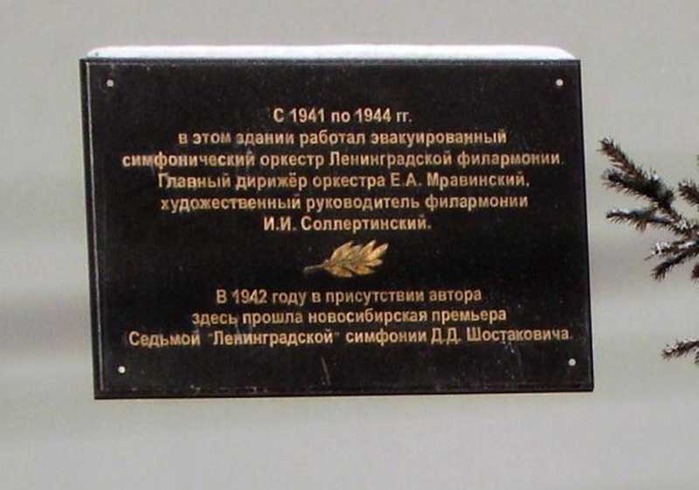 С 1941 по 1944 гг.
в этом здании работал эвакуированный
симфонический оркестр Ленинградской филармонии.
Главный дирижёр оркестра Е.А. Мравинский,
художественный руководитель филармонии
И.И. Соллертинский.
В 1942 году в присутствии автора
здесь прошла новосибирская премьера
Седьмой "Ленинградской" симфонии Д.Д. Шостаковича.